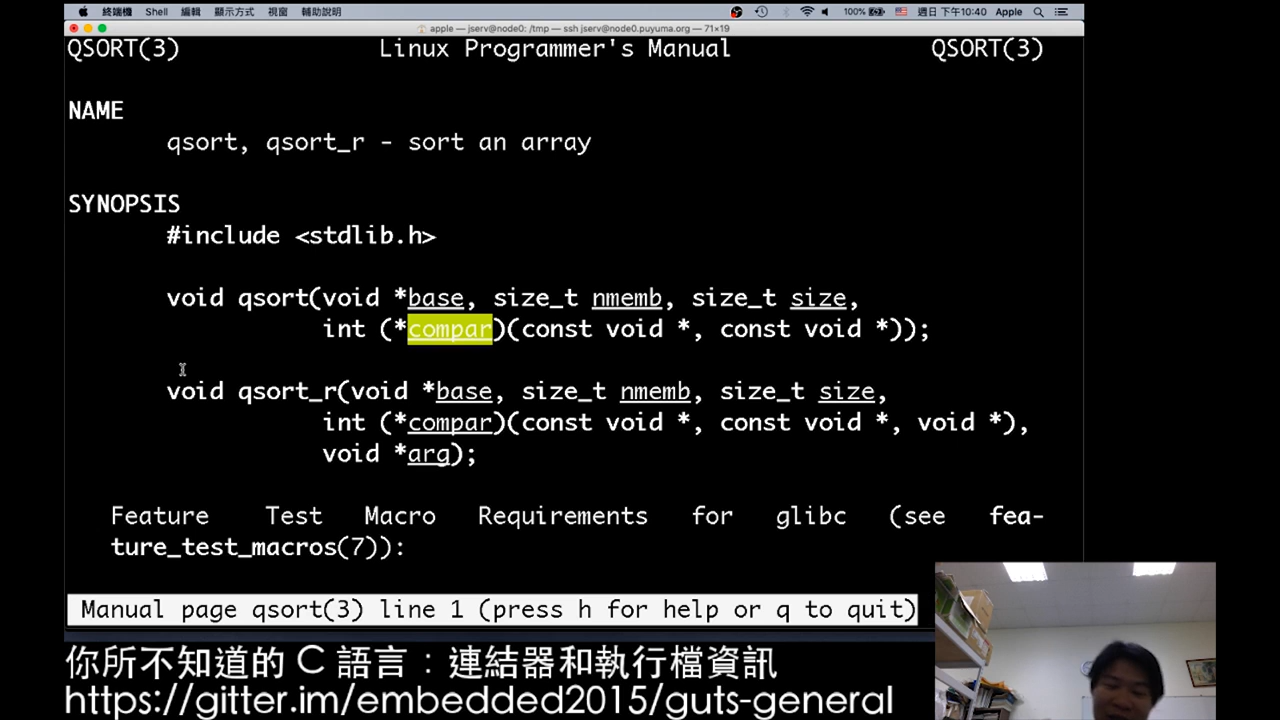 終端機 Shell 編輯 顯示方式 視窗 輔助說明 100% 週日 下午10:40 Apple
apple — jserv@node0: /tmp — ssh jserv@node0.puyuma.org — 71×19
QSORT(3) Linux Programmer's Manual QSORT(3)
NAME
qsort, qsort_r - sort an array
SYNOPSIS
#include <stdlib.h>
void qsort(void *base, size_t nmemb, size_t size,
int (*compar)(const void *, const void *));
void qsort_r(void *base, size_t nmemb, size_t size,
int (*compar)(const void *, const void *, void *),
void *arg);
Feature Test Macro Requirements for glibc (see fea-
ture_test_macros(7)):
Manual page qsort(3) line 1 (press h for help or q to quit)
你所不知道的 C 語言：連結器和執行檔資訊
https://gitter.im/embedded2015/guts-general